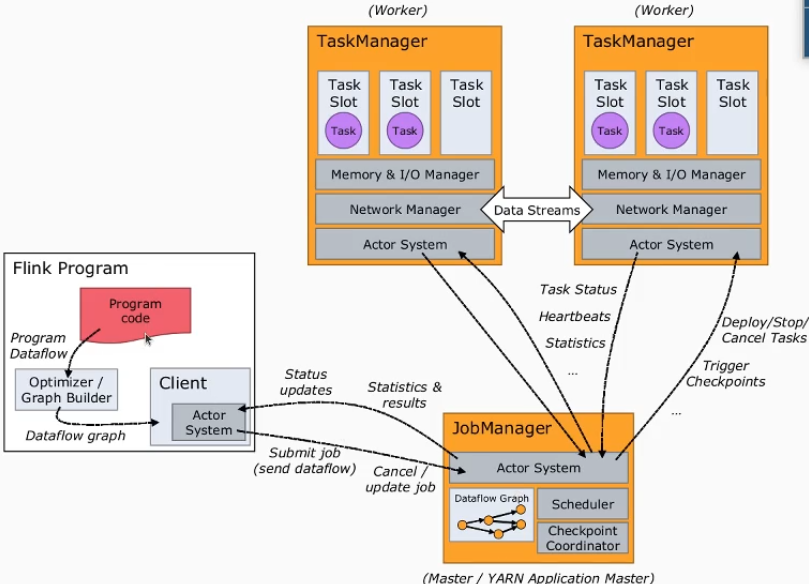 (Worker)
(Worker)
TaskManager
TaskManager
Task
Slot
Task
Task
Slot
Task
Task
Slot
Task
Slot
Task
Task
Slot
Task
Task
Slot
Memory & I/O Manager
Memory & I/O Manager
Network Manager
Data Streams
Network Manager
Actor System
Actor System
Flink Program
Program
code
Program
Dataflow
Optimizer /
Graph Builder
Dataflow graph
Client
Actor
System
Status
updates
Statistics &
results
Submit job
(send dataflow)
Cancel /
update job
Task Status
Heartbeats
Statistics
...
Deploy/Stop/
Cancel Tasks
Trigger
Checkpoints
...
JobManager
Actor System
Dataflow Graph
Scheduler
Checkpoint
Coordinator
(Master / YARN Application Master)